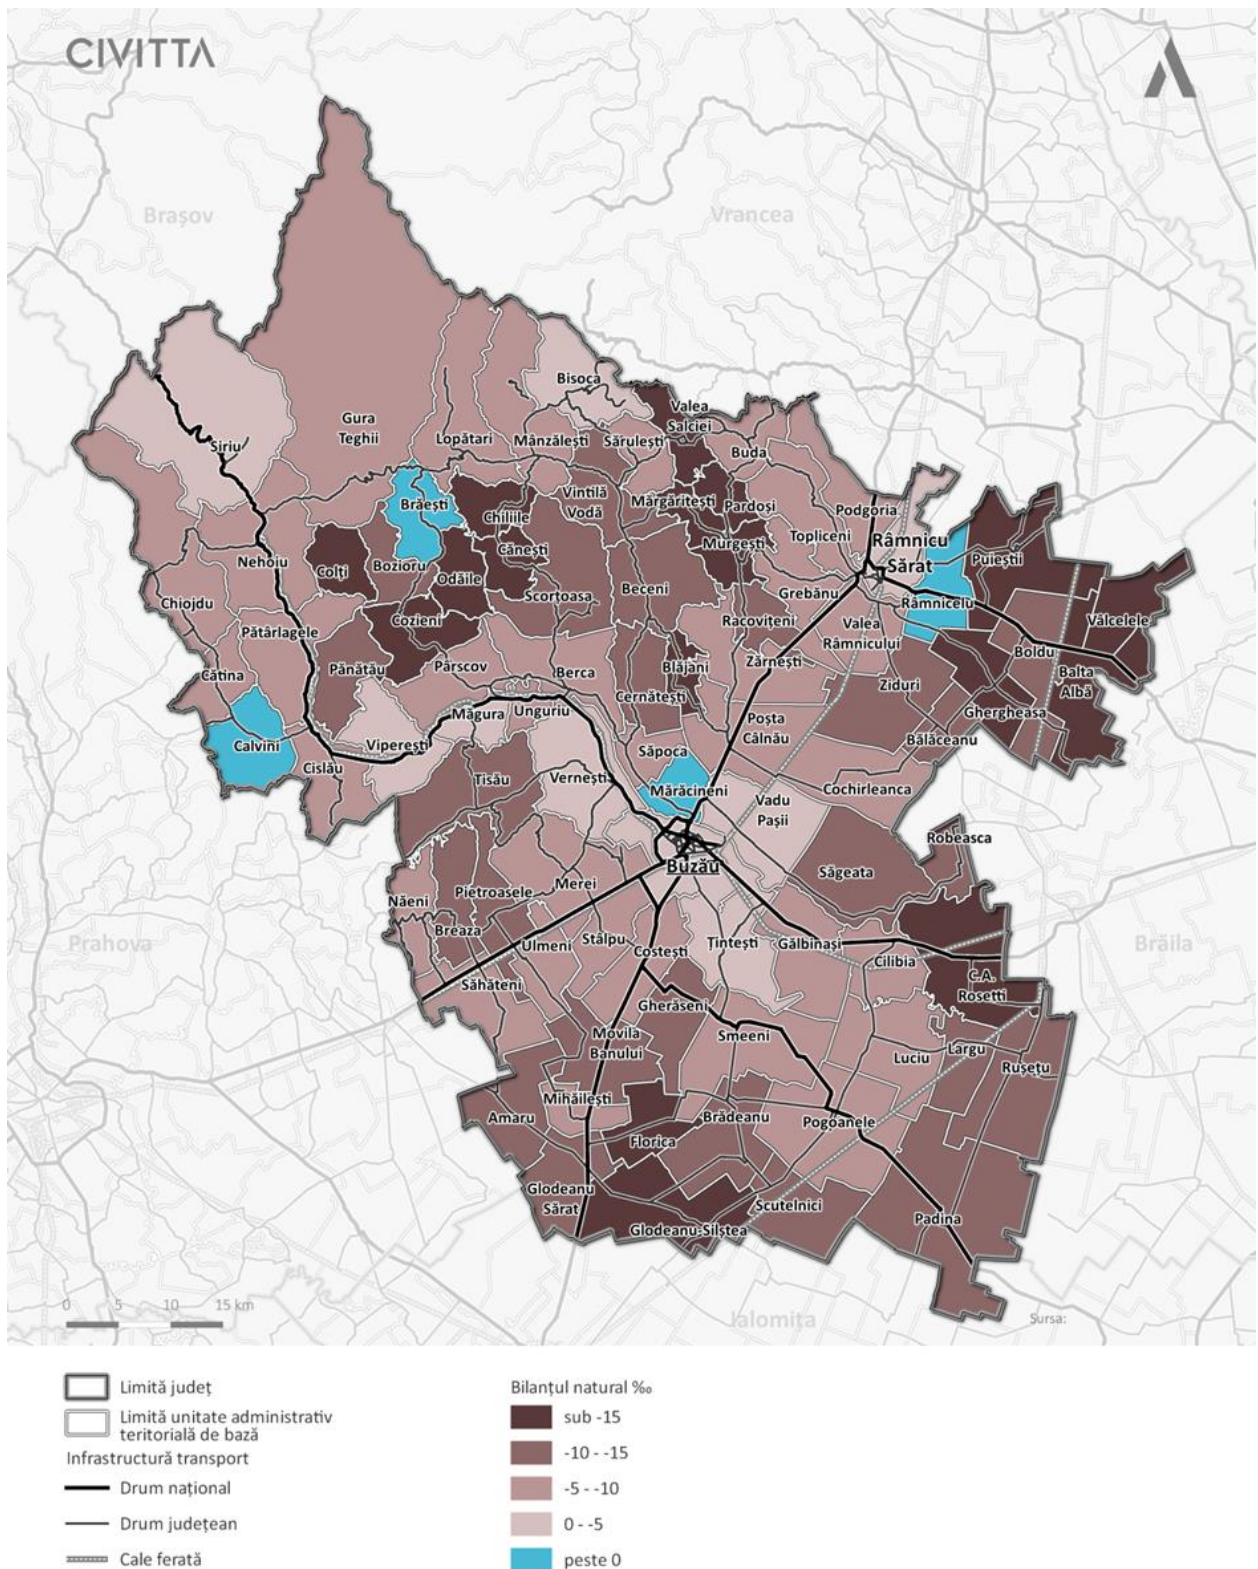 CIVITTA
Brașov
Vrancea
Bisoca
Valea
Salciei
Gura
Teghii
Siriu
Lopătari
Mânzălești
Sărulești
Buda
Brăești
Chiliile
Vintilă
Vodă
Mărgăritești
Pardoși
Podgoria
Topliceni
Râmnicu
Sărat
Puieștii
Murgești
Cănești
Nehoiu
Colți
Bozioru
Odăile
Scorțoasa
Beceni
Grebănu
Râmnicelu
Chiojdu
Cozieni
Racovițeni
Valea
Râmnicului
Vâlcelele
Pătârlagele
Boldu
Pănătău
Pârscov
Berca
Blăjani
Zărnești
Balta
Albă
Cătina
Cernătești
Ziduri
Ghergheasa
Măgura
Unguriu
Poșta
Câlnău
Calvini
Viperești
Săpoca
Bălăceanu
Cislău
Tisău
Vernești
Mărăcineni
Vadu
Pașii
Cochirleanca
Robeasca
Buzău
Săgeata
Merei
Pietroasele
Năeni
Breaza
Ulmeni
Stâlpu
Costești
Țintești
Gălbinași
Cilibia
Prahova
Brăila
Săhăteni
C.A.
Rosetti
Gherăseni
Movila
Banului
Smeeni
Luciu
Largu
Rușețu
Mihăilești
Amaru
Brădeanu
Pogoanele
Florica
Glodeanu
Sărat
Scutelnici
Padina
Glodeanu-Siliștea
0 5 10 15 km
Ialomița
Sursa:
Limită județ
Limită unitate administrativ
teritorială de bază
Infrastructură transport
Drum național
Drum județean
Cale ferată
Bilanțul natural ‰
sub -15
-10 - -15
-5 - -10
0 - -5
peste 0